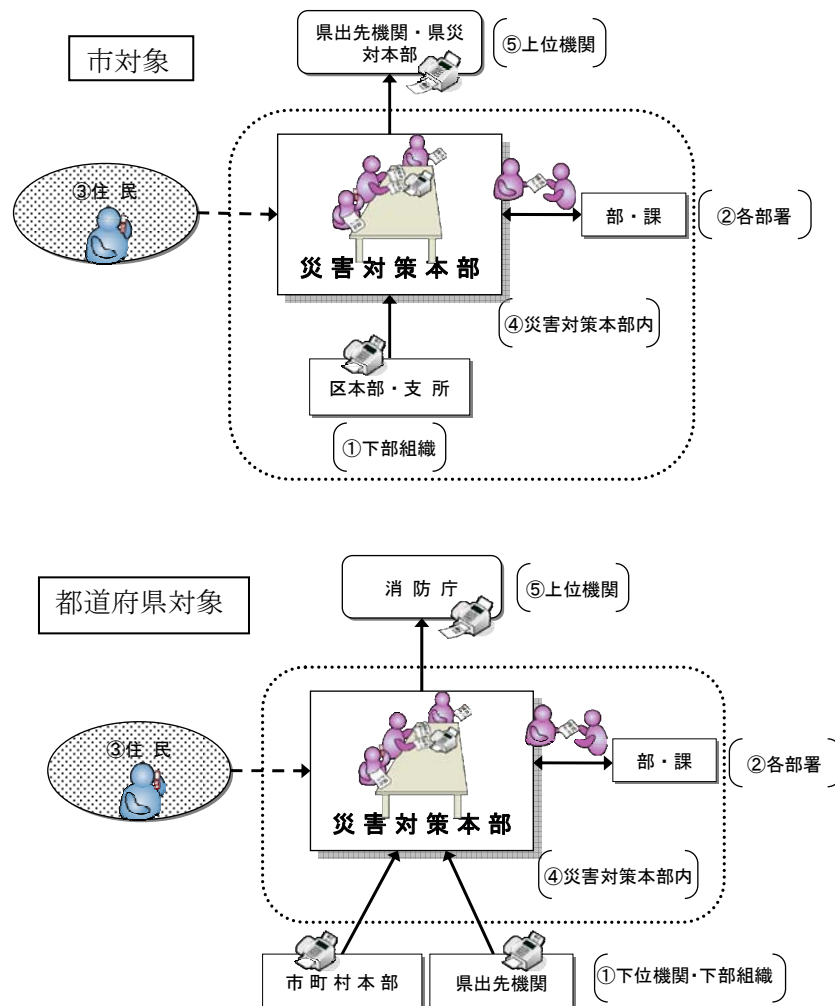 市対象
県出先機関・県災
対本部
⑤上位機関
③住 民
災害対策本部
部・課
②各部署
④災害対策本部内
区本部・支 所
①下部組織
都道府県対象
消 防 庁
⑤上位機関
③住 民
災害対策本部
部・課
②各部署
④災害対策本部内
市町村本部
県出先機関
①下位機関・下部組織